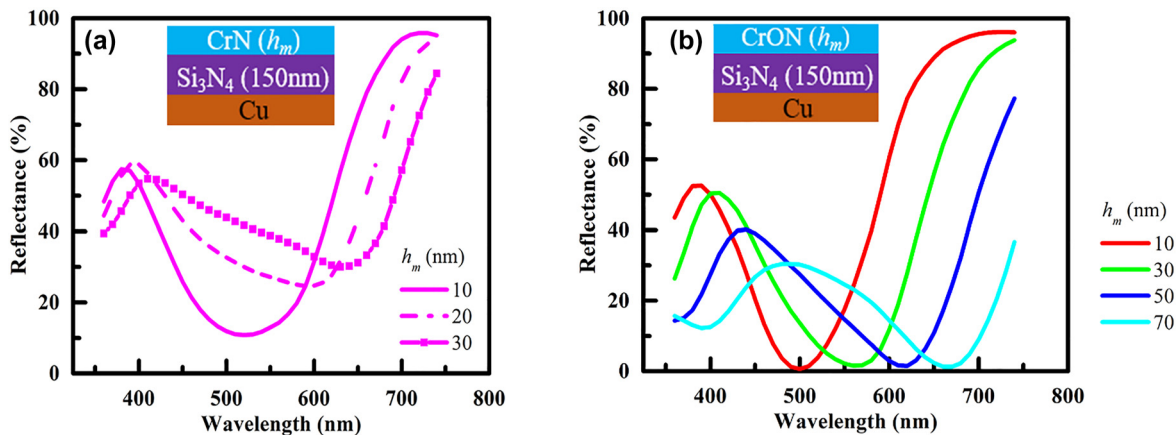 (a)
CrN (hₘ)
Si₃N₄ (150nm)
Cu
Reflectance (%)
100
80
60
40
20
0
400
500
600
700
800
Wavelength (nm)
hₘ (nm)
10
20
30
(b)
CrON (hₘ)
Si₃N₄ (150nm)
Cu
Reflectance (%)
100
80
60
40
20
0
400
500
600
700
800
Wavelength (nm)
hₘ (nm)
10
30
50
70